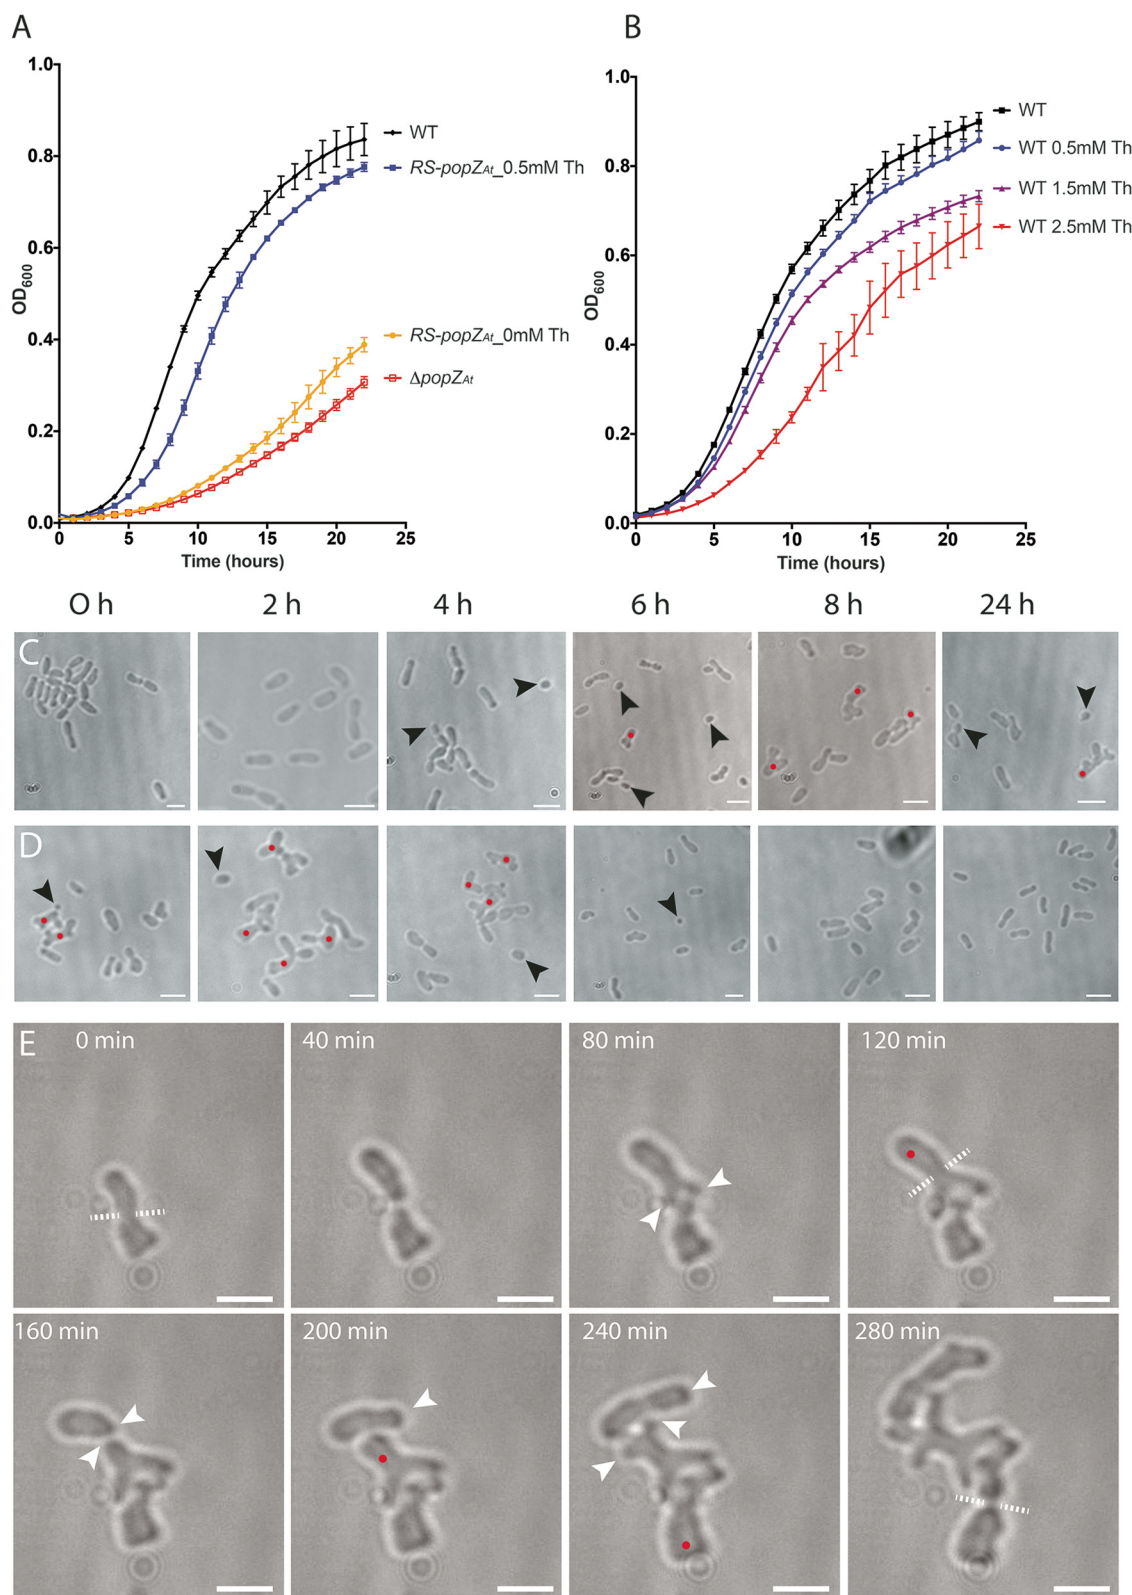 A
1.0
0.8
0.6
0.4
0.2
0.0
0 5 10 15 20 25
OD600
Time (hours)
WT
RS-popZAt_0.5mM Th
RS-popZAt_0mM Th
ΔpopZAt
B
1.0
0.8
0.6
0.4
0.2
0.0
0 5 10 15 20 25
OD600
Time (hours)
WT
WT 0.5mM Th
WT 1.5mM Th
WT 2.5mM Th
O h 2 h 4 h 6 h 8 h 24 h
C
D
E
0 min 40 min 80 min 120 min
160 min 200 min 240 min 280 min